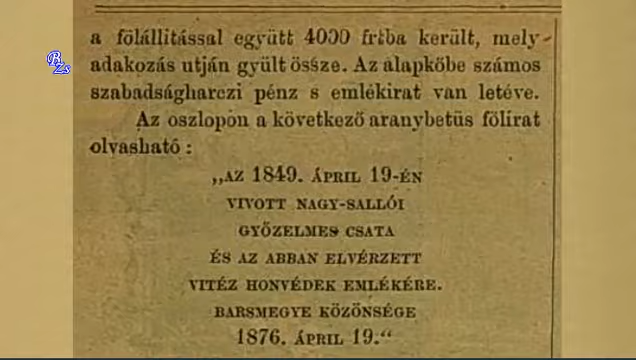 a fölállitással együtt 4000 frtba került, mely
adakozás utján gyült össze. Az alapkőbe számos
szabadságharczi pénz s emlékirat van letéve.
Az oszlopon a következő aranybetüs fölirat
olvasható:
„AZ 1849. ÁPRIL 19-ÉN
VIVOTT NAGY-SALLÓI
GYŐZELMES CSATA
ÉS AZ ABBAN ELVÉRZETT
VITÉZ HONVÉDEK EMLÉKÉRE.
BARSMEGYE KÖZÖNSÉGE
1876. ÁPRIL 19.“
BZs